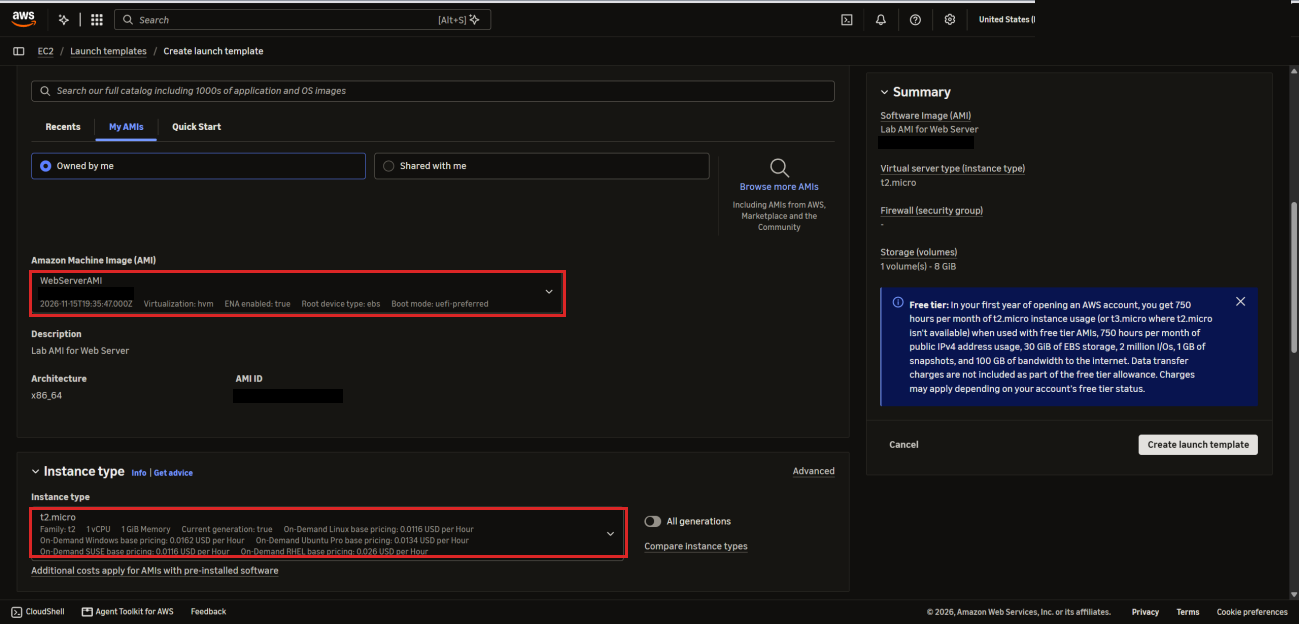 aws
Search [Alt+S]
United States (
EC2 / Launch templates / Create launch template
Search our full catalog including 1000s of application and OS images
Recents My AMIs Quick Start
Owned by me
Shared with me
Browse more AMIs
Including AMIs from AWS,
Marketplace and the
Community
Amazon Machine Image (AMI)
WebServerAMI
2026-11-15T19:35:47.000Z Virtualization: hvm ENA enabled: true Root device type: ebs Boot mode: uefi-preferred
Description
Lab AMI for Web Server
Architecture AMI ID
x86_64
Instance type Info | Get advice
Advanced
Instance type
t2.micro
Family: t2 1 vCPU 1 GiB Memory Current generation: true On-Demand Linux base pricing: 0.0116 USD per Hour
On-Demand Windows base pricing: 0.0162 USD per Hour On-Demand Ubuntu Pro base pricing: 0.0134 USD per Hour
On-Demand SUSE base pricing: 0.0116 USD per Hour On-Demand RHEL base pricing: 0.026 USD per Hour
All generations
Compare instance types
Additional costs apply for AMIs with pre-installed software
Summary
Software Image (AMI)
Lab AMI for Web Server
Virtual server type (instance type)
t2.micro
Firewall (security group)
-
Storage (volumes)
1 volume(s) - 8 GiB
Free tier: In your first year of opening an AWS account, you get 750
hours per month of t2.micro instance usage (or t3.micro where t2.micro
isn't available) when used with free tier AMIs, 750 hours per month of
public IPv4 address usage, 30 GiB of EBS storage, 2 million I/Os, 1 GB of
snapshots, and 100 GB of bandwidth to the internet. Data transfer
charges are not included as part of the free tier allowance. Charges
may apply depending on your account's free tier status.
Cancel Create launch template
CloudShell Agent Toolkit for AWS Feedback
© 2026, Amazon Web Services, Inc. or its affiliates. Privacy Terms Cookie preferences